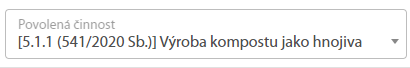 Povolená činnost
[5.1.1 (541/2020 Sb.)] Výroba kompostu jako hnojiva